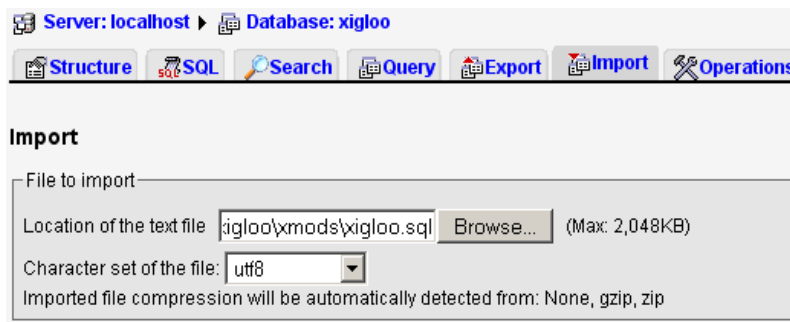 Server: localhost ▸ Database: xigloo
Structure SQL Search Query Export Import Operations
Import
File to import
Location of the text file igloo\xmods\xigloo.sql Browse... (Max: 2,048KB)
Character set of the file: utf8
Imported file compression will be automatically detected from: None, gzip, zip